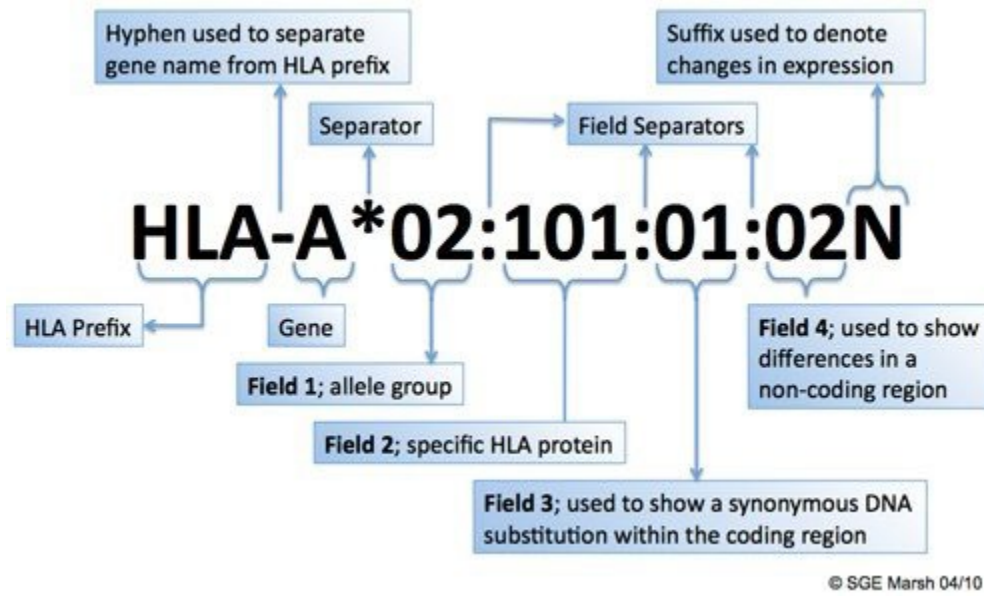 Hyphen used to separate
gene name from HLA prefix
Suffix used to denote
changes in expression
Separator
Field Separators
HLA-A*02:101:01:02N
HLA Prefix
Gene
Field 4; used to show
differences in a
non-coding region
Field 1; allele group
Field 2; specific HLA protein
Field 3; used to show a synonymous DNA
substitution within the coding region
© SGE Marsh 04/10